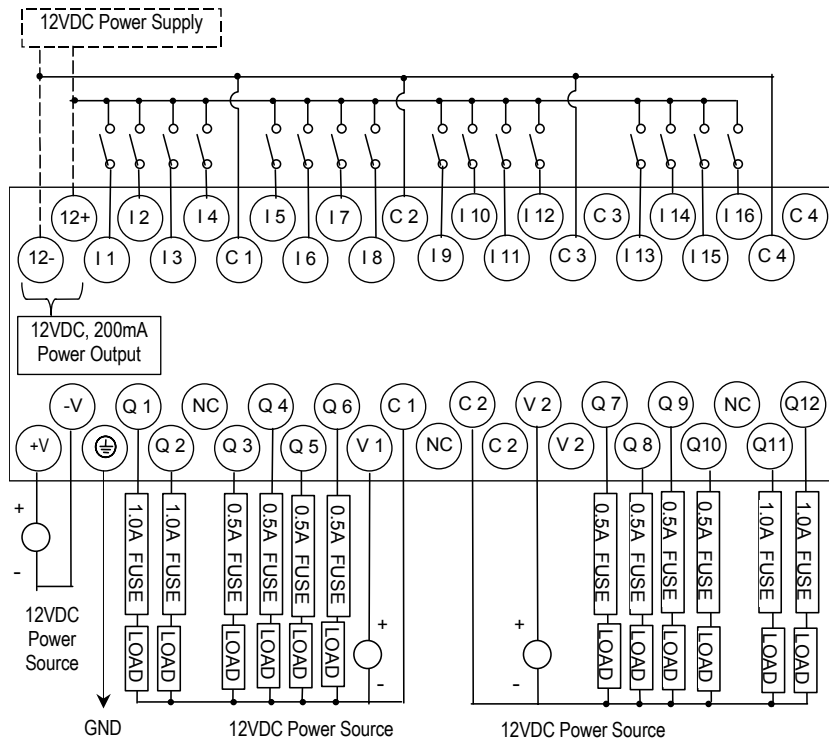 12VDC Power Supply
12+ I 2 I 4 I 5 I 7 C 2 I 10 I 12 C 3 I 14 I 16 C 4
12- I 1 I 3 C 1 I 6 I 8 I 9 I 11 C 3 I 13 I 15 C 4
12VDC, 200mA
Power Output
-V Q 1 NC Q 4 Q 6 C 1 C 2 V 2 Q 7 Q 9 NC Q12
+V Q 2 Q 3 Q 5 V 1 NC C 2 V 2 Q 8 Q10 Q11
+ 1.0A FUSE 1.0A FUSE 0.5A FUSE 0.5A FUSE 0.5A FUSE 0.5A FUSE 0.5A FUSE 0.5A FUSE 0.5A FUSE 0.5A FUSE 1.0A FUSE 1.0A FUSE
-
12VDC
Power
Source
LOAD LOAD LOAD LOAD LOAD LOAD + + LOAD LOAD LOAD LOAD LOAD LOAD
- -
GND 12VDC Power Source 12VDC Power Source